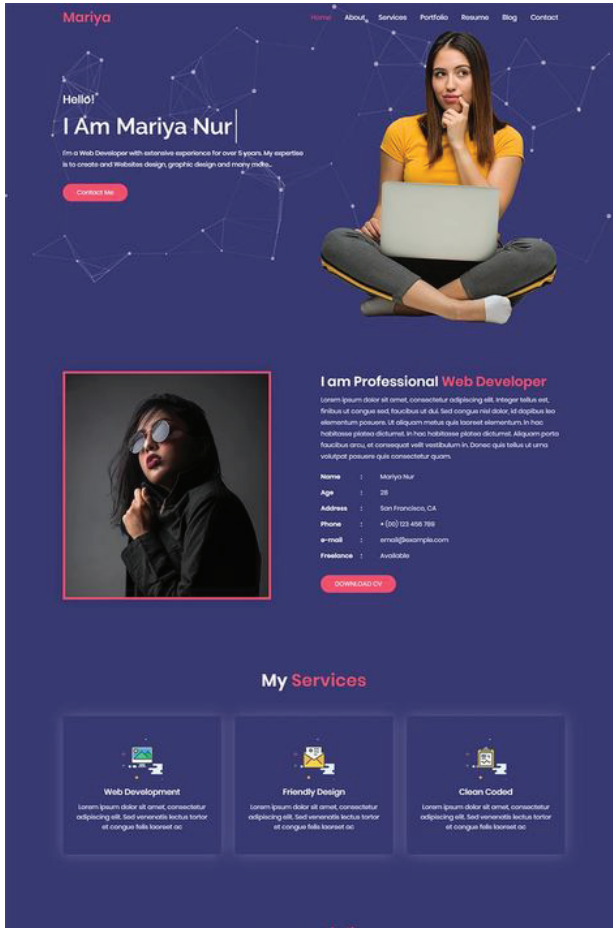 Mariya
Home About Services Portfolio Resume Blog Contact
Hello!
I Am Mariya Nur
I'm a Web Developer with extensive experience for over 5 years. My expertise
is to create and Websites design, graphic design and many more...
Contact Me
I am Professional Web Developer
Lorem ipsum dolor sit amet, consectetur adipiscing elit. Integer tellus est,
finibus ut congue sed, faucibus ut dui. Sed congue nisl dolor, id dapibus leo
elementum posuere. Ut aliquam metus quis laoreet elementum. In hac
habitasse platea dictumst. In hac habitasse platea dictumst. Aliquam porta
faucibus arcu, et consequat velit vestibulum in. Donec quis tellus ut urna
volutpat posuere quis consectetur quam.
Name : Mariya Nur
Age : 28
Address : San Francisco, CA
Phone : + (00) 123 456 789
e-mail : email@example.com
Freelance : Available
DOWNLOAD CV
My Services
Web Development
Lorem ipsum dolor sit amet, consectetur
adipiscing elit. Sed venenatis lectus tortor
et congue felis laoreet ac
Friendly Design
Lorem ipsum dolor sit amet, consectetur
adipiscing elit. Sed venenatis lectus tortor
et congue felis laoreet ac
Clean Coded
Lorem ipsum dolor sit amet, consectetur
adipiscing elit. Sed venenatis lectus tortor
et congue felis laoreet ac